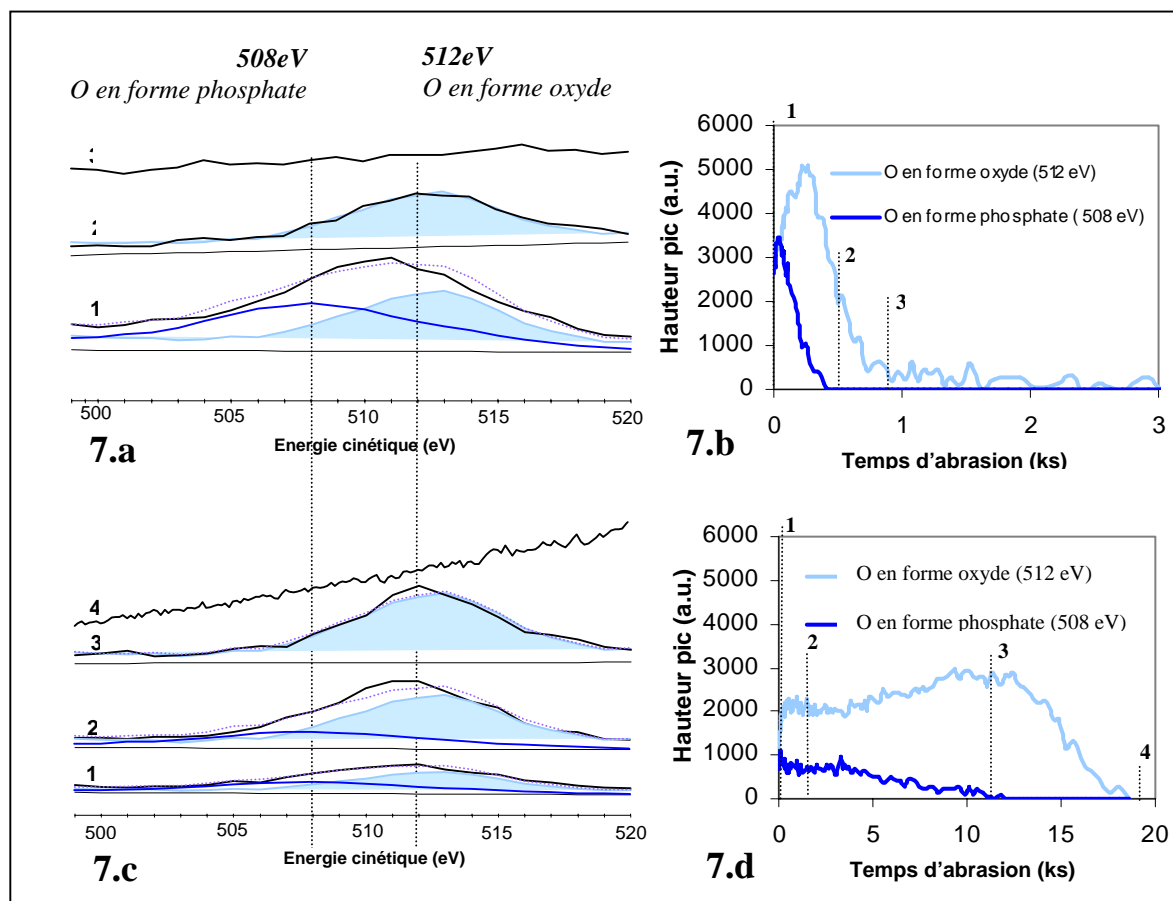 508eV 512eV
O en forme phosphate O en forme oxyde
1
500 505 510 515 520
Energie cinétique (eV)
7.a
1
6000
5000
4000
3000
2000
1000
0
Hauteur pic (a.u.)
O en forme oxyde (512 eV)
O en forme phosphate ( 508 eV)
2
3
0 1 2 3
Temps d'abrasion (ks)
7.b
4
3
2
1
500 505 510 515 520
Energie cinétique (eV)
7.c
1
6000
5000
4000
3000
2000
1000
0
Hauteur pic (a.u.)
O en forme oxyde (512 eV)
O en forme phosphate (508 eV)
2
3
4
0 5 10 15 20
Temps d'abrasion (ks)
7.d